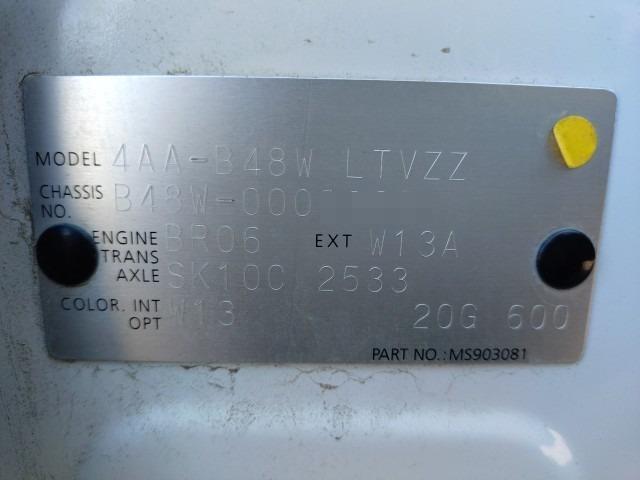 MODEL 4AA-B48W LTVZZ
CHASSIS NO. B48W-000
ENGINE BR06 EXT W13A
TRANS AXLE SK10C 2533
COLOR. INT W13 20G 600
OPT
PART NO.: MS903081